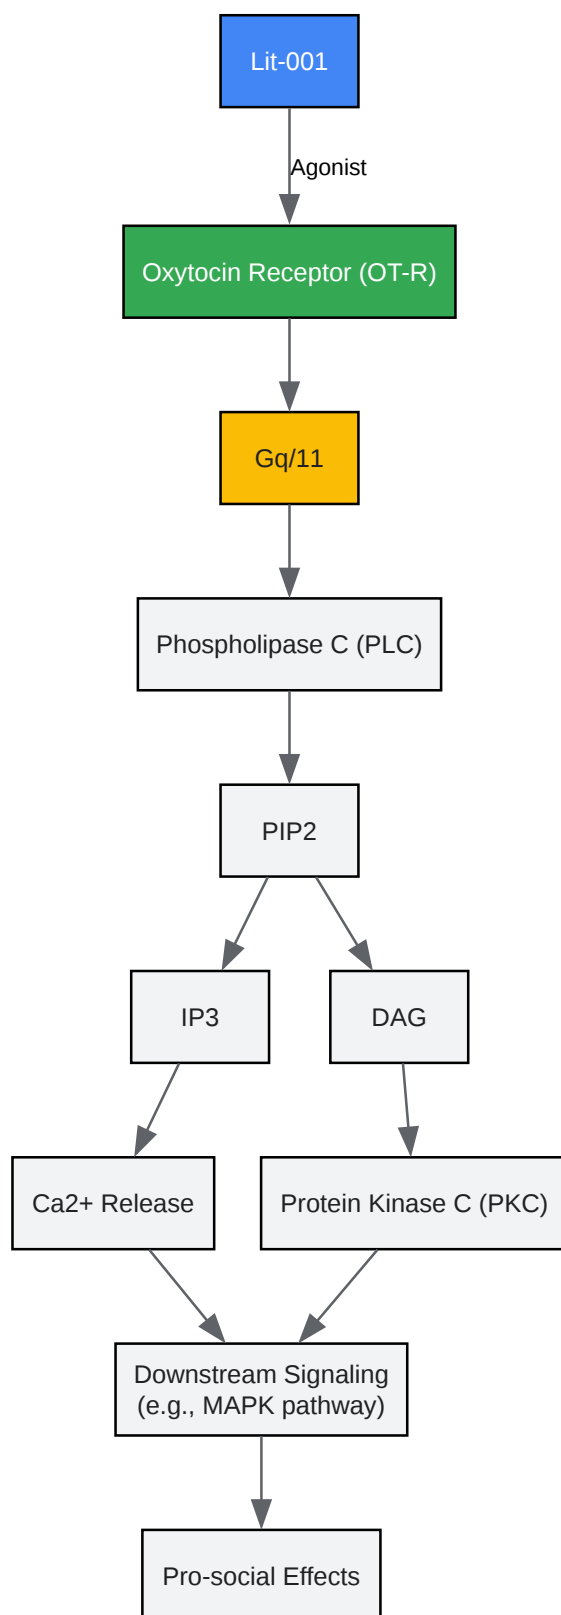 Lit-001
Agonist
Oxytocin Receptor (OT-R)
Gq/11
Phospholipase C (PLC)
PIP2
IP3
DAG
Ca2+ Release
Protein Kinase C (PKC)
Downstream Signaling
(e.g., MAPK pathway)
Pro-social Effects